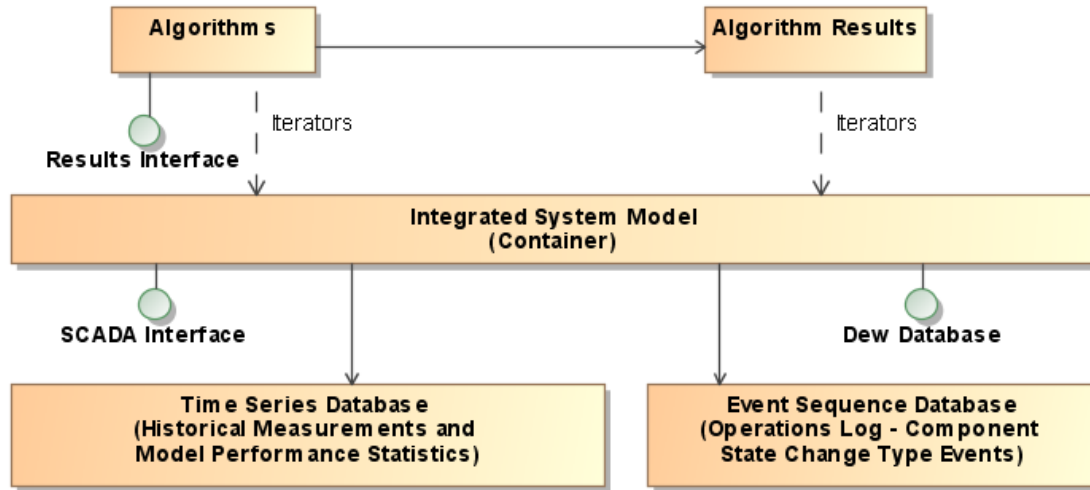 Algorithms
Algorithm Results
Iterators
Iterators
Results Interface
Integrated System Model
(Container)
SCADA Interface
Dew Database
Time Series Database
(Historical Measurements and
Model Performance Statistics)
Event Sequence Database
(Operations Log - Component
State Change Type Events)